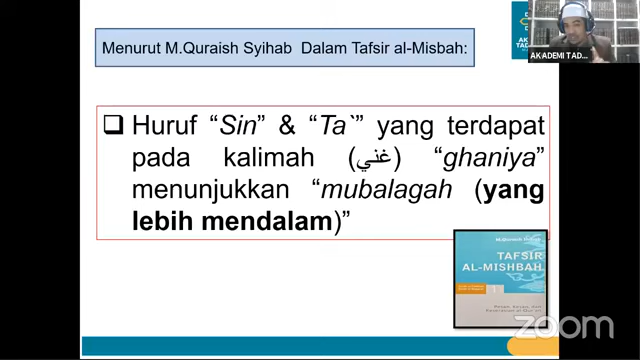 Menurut M.Quraish Syihab Dalam Tafsir al-Misbah:
❑ Huruf “Sin” & “Ta`” yang terdapat
pada kalimah (غني) “ghaniya”
menunjukkan “mubalagah (yang
lebih mendalam)”
TAFSIR
AL-MISHBAH
AKADEMI TAD...
zoom